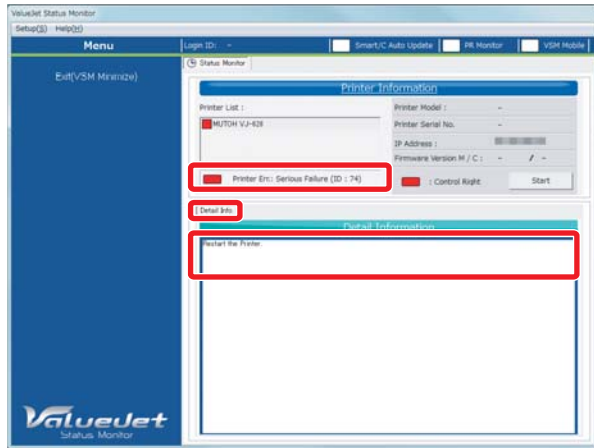 ValueJet Status Monitor
Setup(S) Help(H)
Menu
Login ID: -
Smart/C Auto Update
PR Monitor
VSM Mobile
Exit(VSM Minimize)
Status Monitor
Printer Information
Printer List :
MUTOH VJ-628
Printer Model : -
Printer Serial No. -
IP Address :
Firmware Version M / C : - / -
Printer Err: Serious Failure (ID : 74)
: Control Right
Start
Detail Info.
Detail Information
Restart the Printer.
ValueJet
Status Monitor